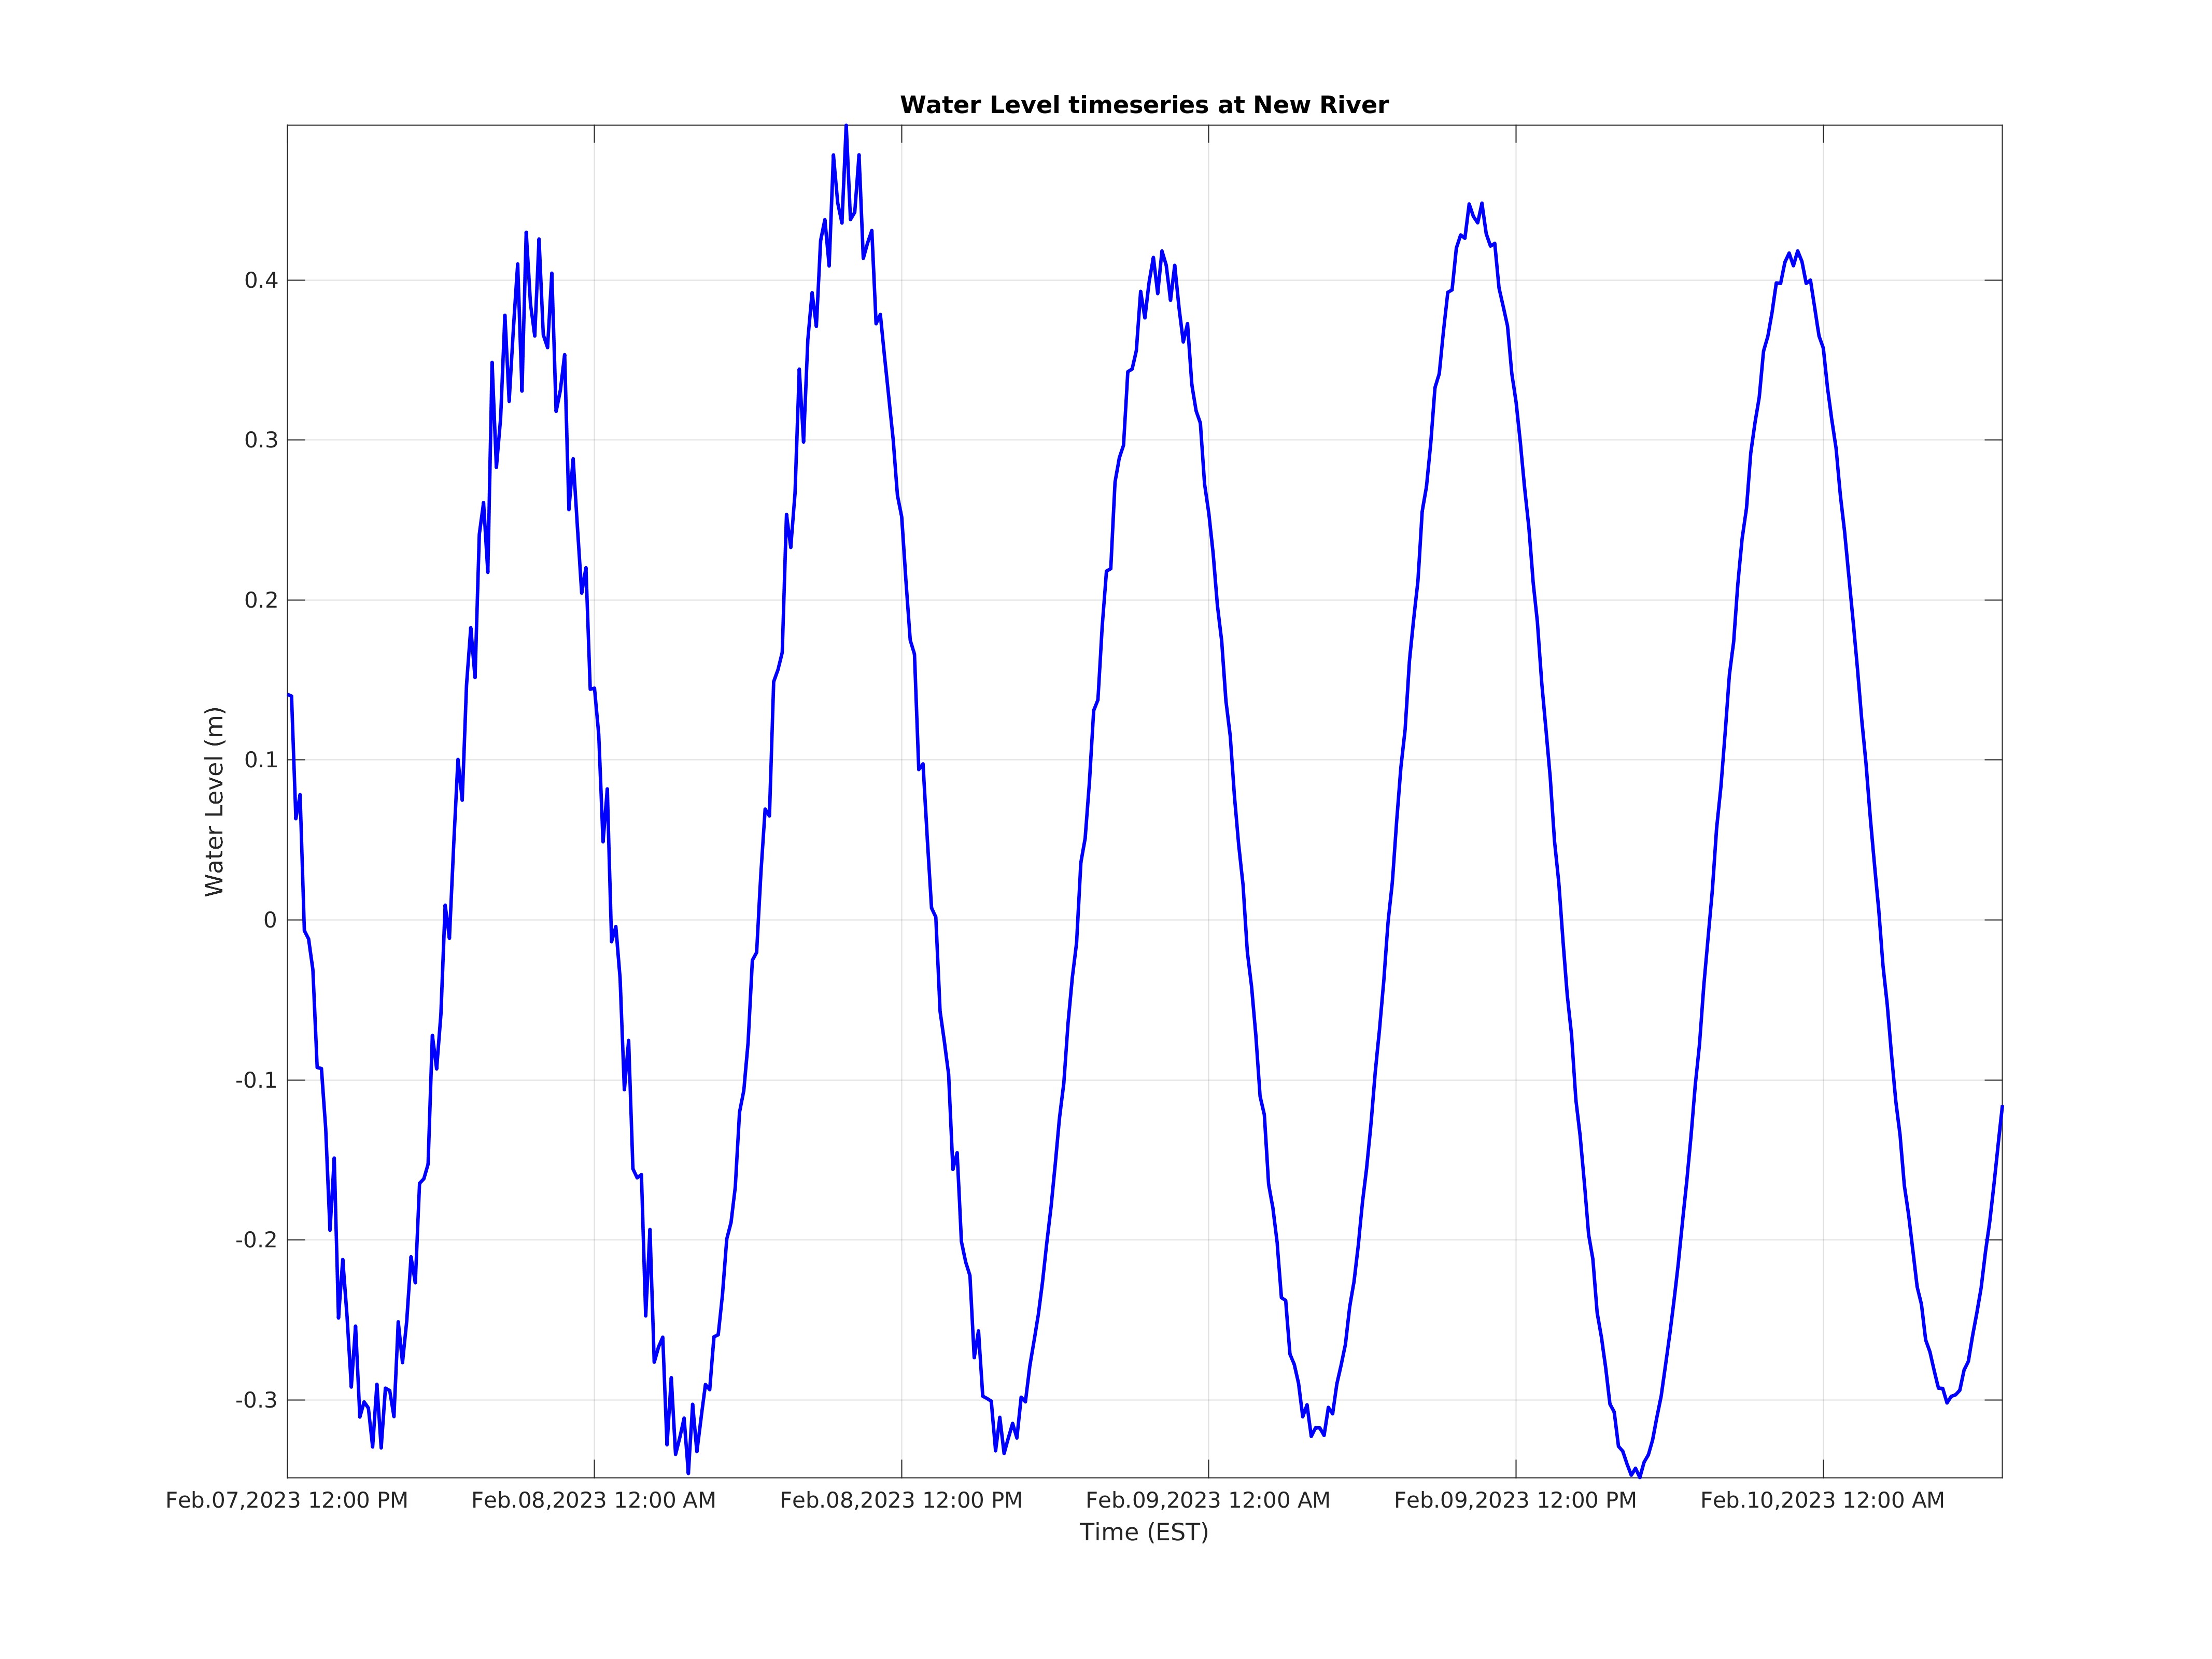 Water Level timeseries at New River
Water Level (m)
0.4
0.3
0.2
0.1
0
-0.1
-0.2
-0.3
Feb.07,2023 12:00 PM Feb.08,2023 12:00 AM Feb.08,2023 12:00 PM Feb.09,2023 12:00 AM Feb.09,2023 12:00 PM Feb.10,2023 12:00 AM
Time (EST)